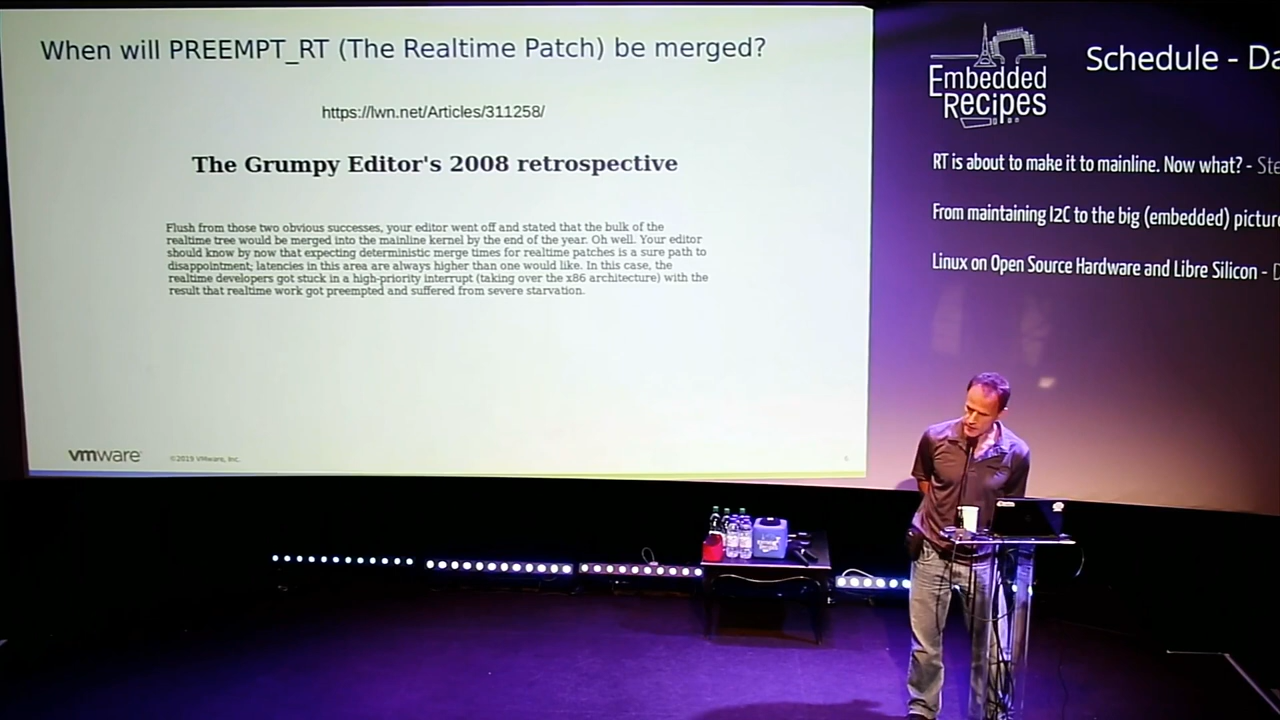 When will PREEMPT_RT (The Realtime Patch) be merged?
https://lwn.net/Articles/311258/
The Grumpy Editor's 2008 retrospective
Flush from those two obvious successes, your editor went off and stated that the bulk of the
realtime tree would be merged into the mainline kernel by the end of the year. Oh well. Your editor
should know by now that expecting deterministic merge times for realtime patches is a sure path to
disappointment; latencies in this area are always higher than one would like. In this case, the
realtime developers got stuck in a high-priority interrupt (taking over the x86 architecture) with the
result that realtime work got preempted and suffered from severe starvation.
vmware
©2019 VMware, Inc.
Embedded
Recipes
Schedule - Da
RT is about to make it to mainline. Now what? - Ste
From maintaining I2C to the big (embedded) picture
Linux on Open Source Hardware and Libre Silicon - D